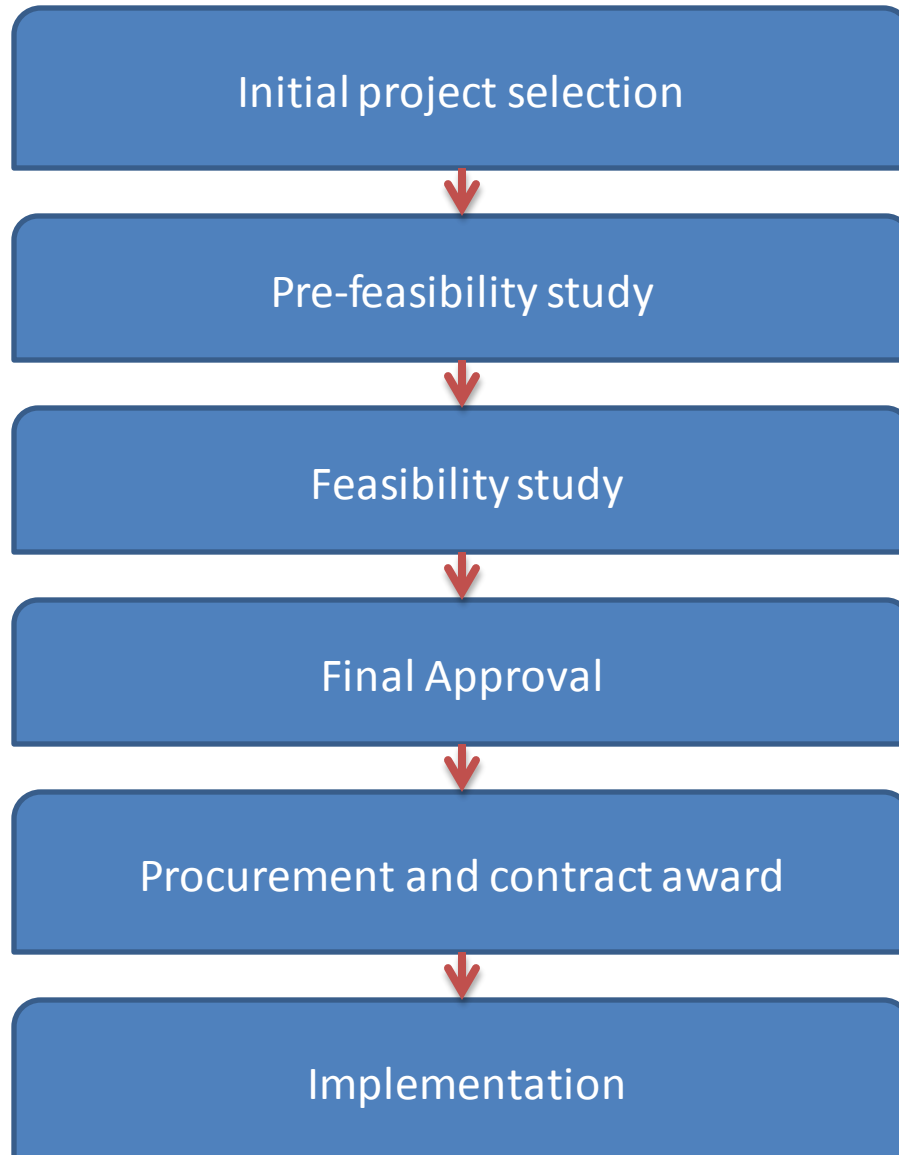 Initial project selection
Pre-feasibility study
Feasibility study
Final Approval
Procurement and contract award
Implementation